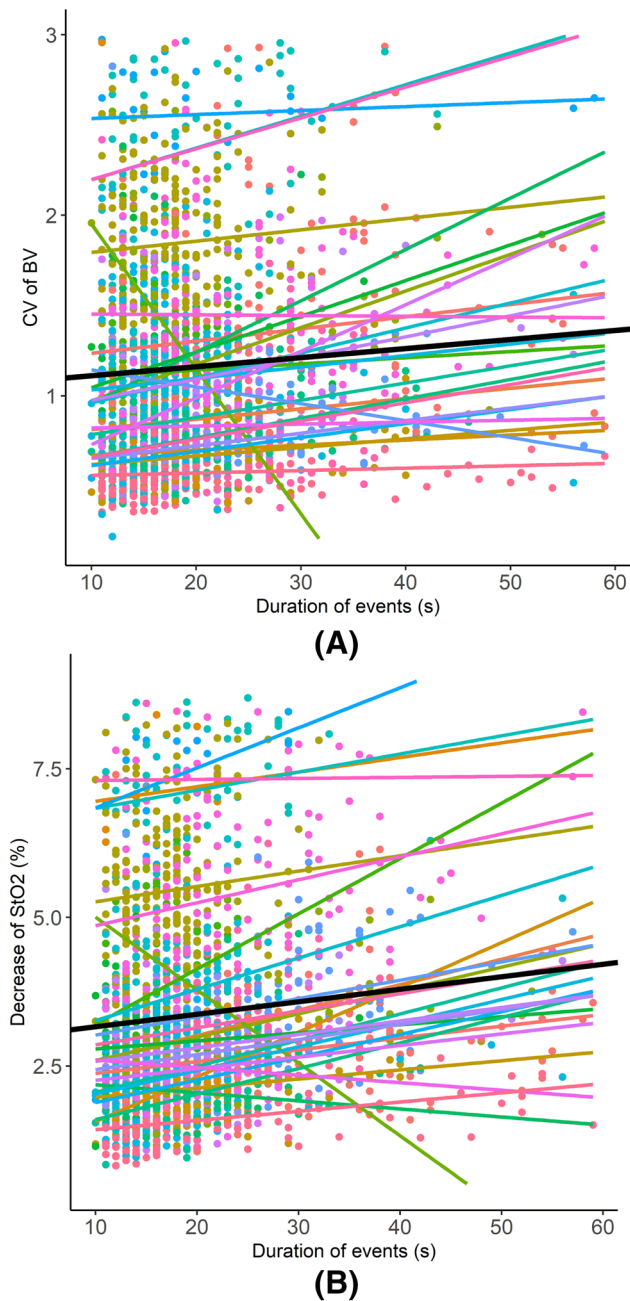 3
2
1
CV of BV
10 20 30 40 50 60
Duration of events (s)
(A)
7.5
5.0
2.5
Decrease of StO2 (%)
10 20 30 40 50 60
Duration of events (s)
(B)